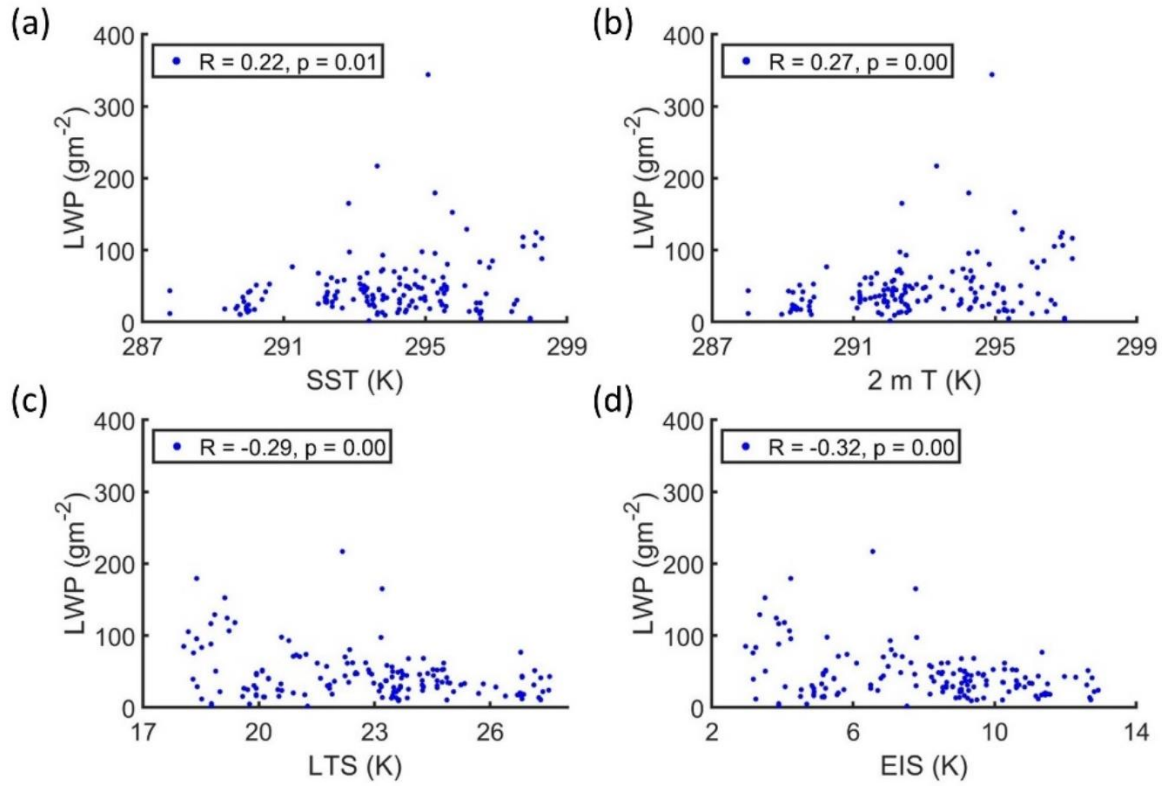 (a)
400
300
200
100
0
LWP (gm⁻²)
R = 0.22, p = 0.01
287 291 295 299
SST (K)
(b)
400
300
200
100
0
LWP (gm⁻²)
R = 0.27, p = 0.00
287 291 295 299
2 m T (K)
(c)
400
300
200
100
0
LWP (gm⁻²)
R = -0.29, p = 0.00
17 20 23 26
LTS (K)
(d)
400
300
200
100
0
LWP (gm⁻²)
R = -0.32, p = 0.00
2 6 10 14
EIS (K)